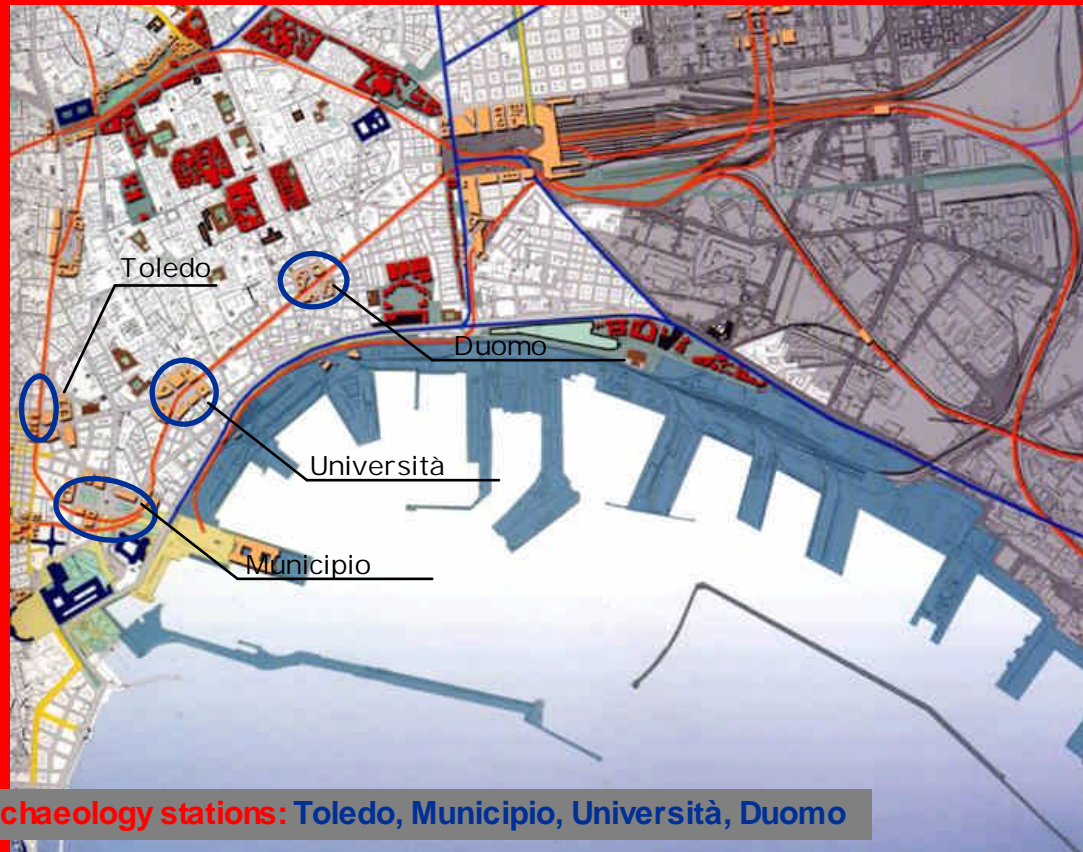 Toledo
Duomo
Università
Municipio
chaeology stations: Toledo, Municipio, Università, Duomo